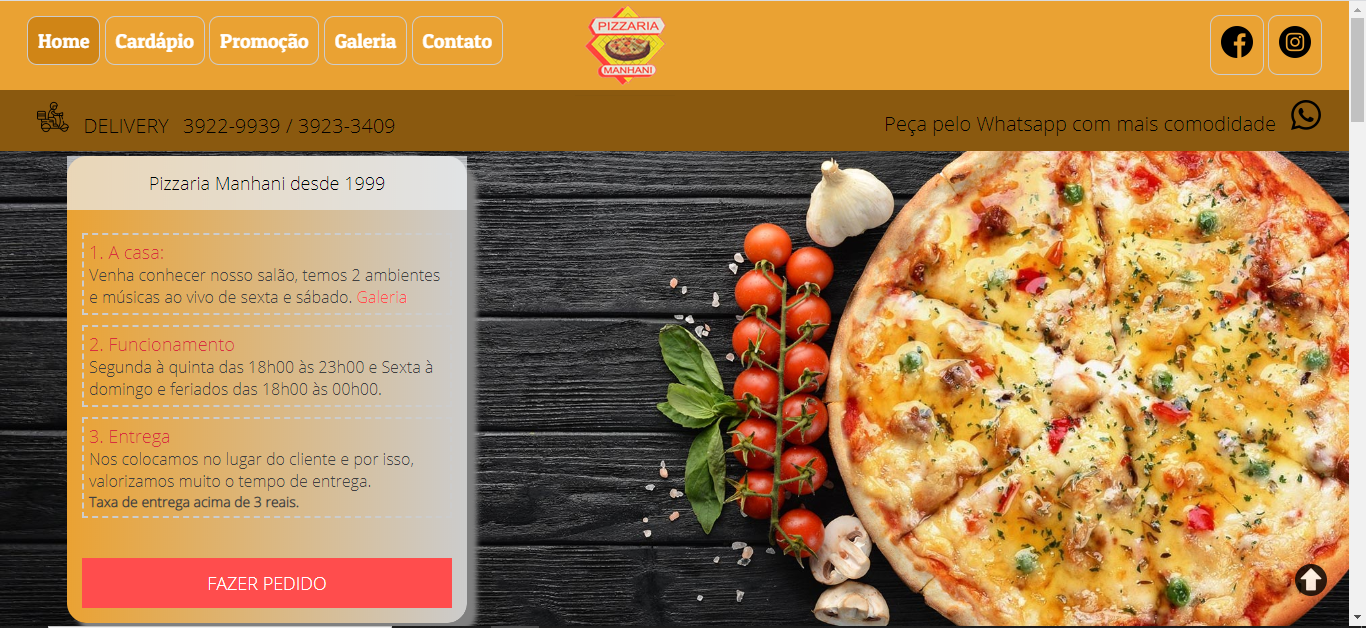 Home Cardápio Promoção Galeria Contato
PIZZARIA
MANHANI
DELIVERY 3922-9939 / 3923-3409
Peça pelo Whatsapp com mais comodidade
Pizzaria Manhani desde 1999
1. A casa:
Venha conhecer nosso salão, temos 2 ambientes
e músicas ao vivo de sexta e sábado. Galeria
2. Funcionamento
Segunda à quinta das 18h00 às 23h00 e Sexta à
domingo e feriados das 18h00 às 00h00.
3. Entrega
Nos colocamos no lugar do cliente e por isso,
valorizamos muito o tempo de entrega.
Taxa de entrega acima de 3 reais.
FAZER PEDIDO